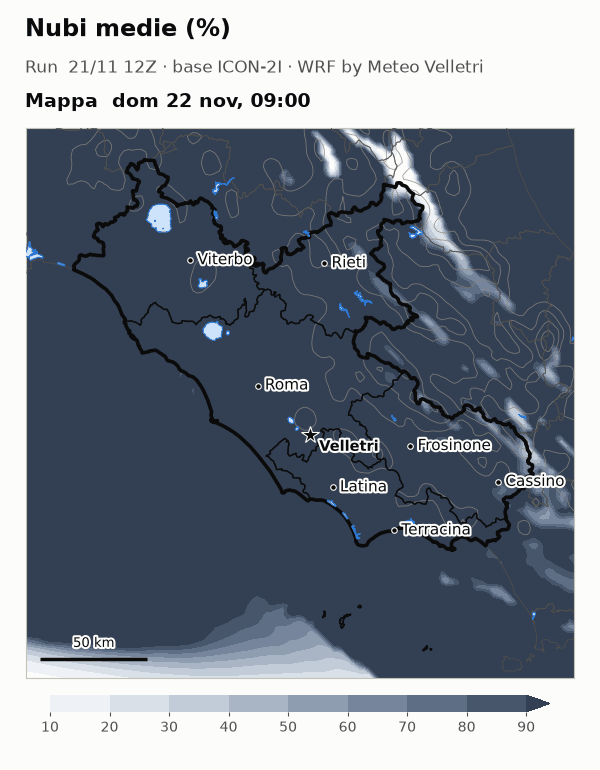 Nubi medie (%)
Run  21/11 12Z · base ICON-2I · WRF by Meteo Velletri
Mappa  dom 22 nov, 09:00
Viterbo
Rieti
Roma
Velletri
Frosinone
Cassino
Latina
Terracina
50 km
10 20 30 40 50 60 70 80 90